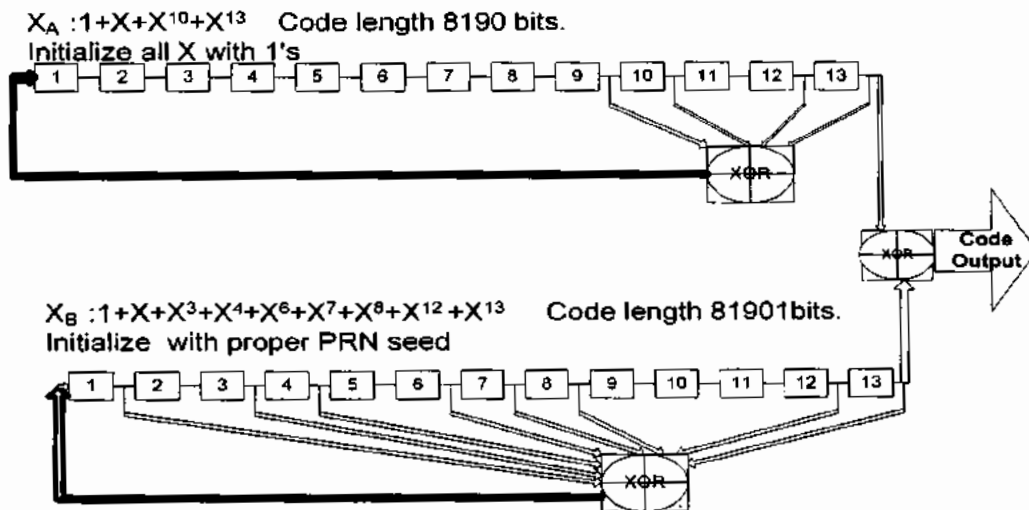 X_A :1+X+X¹⁰+X¹³ Code length 8190 bits.
Initialize all X with 1's
1 2 3 4 5 6 7 8 9 10 11 12 13
XOR
XOR
Code
Output
X_B :1+X+X³+X⁴+X⁶+X⁷+X⁸+X¹²+X¹³ Code length 81901bits.
Initialize with proper PRN seed
1 2 3 4 5 6 7 8 9 10 11 12 13
XOR